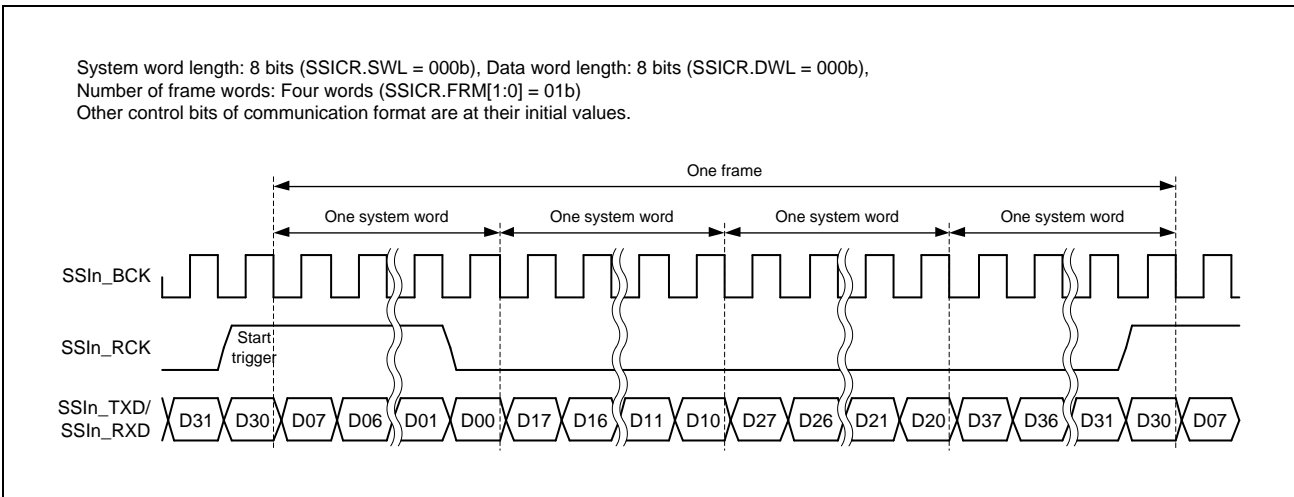 System word length: 8 bits (SSICR.SWL = 000b), Data word length: 8 bits (SSICR.DWL = 000b),
Number of frame words: Four words (SSICR.FRM[1:0] = 01b)
Other control bits of communication format are at their initial values.
One frame
One system word One system word One system word One system word
SSIn_BCK
SSIn_RCK
Start
trigger
SSIn_TXD/
SSIn_RXD
D31 D30 D07 D06 D01 D00 D17 D16 D11 D10 D27 D26 D21 D20 D37 D36 D31 D30 D07